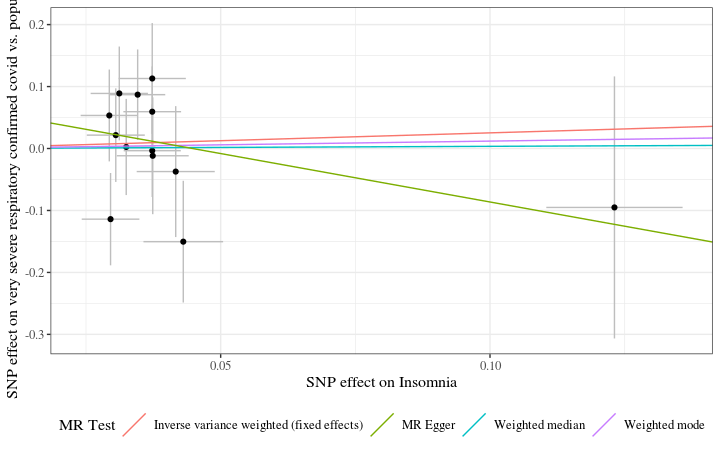 SNP effect on very severe respiratory confirmed covid vs.
0.2
0.1
0.0
-0.1
-0.2
-0.3
0.05
0.10
SNP effect on Insomnia
MR Test
Inverse variance weighted (fixed effects)
MR Egger
Weighted median
Weighted mode